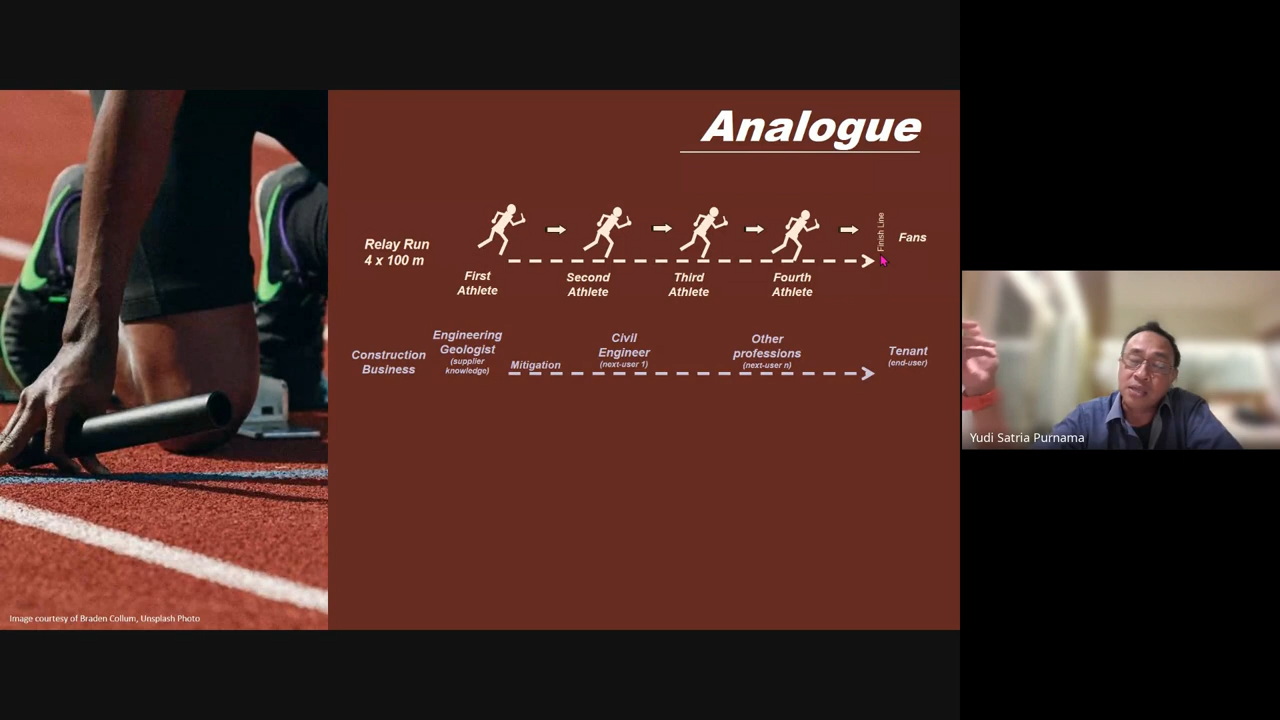 Analogue
Relay Run
4 x 100 m
First
Athlete
Second
Athlete
Third
Athlete
Fourth
Athlete
Finish Line
Fans
Construction
Business
Engineering
Geologist
(supplier
knowledge)
Mitigation
Civil
Engineer
(next-user 1)
Other
professions
(next-user n)
Tenant
(end-user)
Yudi Satria Purnama
Image courtesy of Braden Collum, Unsplash Photo